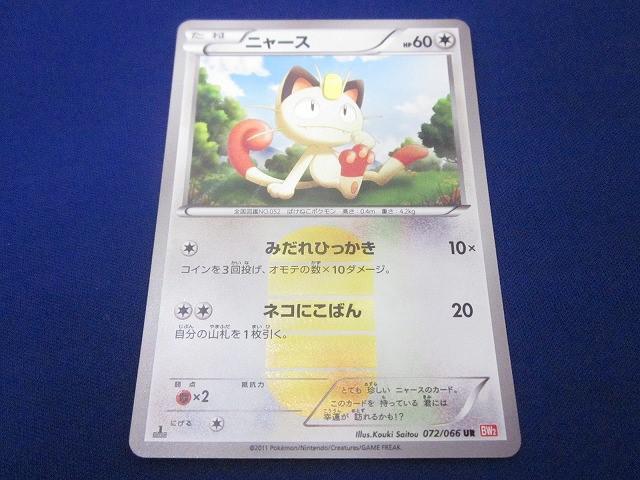 たね ニャース HP60
全国図鑑NO.052 ばけねこポケモン 高さ：0.4m 重さ：4.2kg
みだれひっかき 10×
コインを3回投げ、オモテの数×10ダメージ。
ネコにこばん 20
自分の山札を1枚引く。
弱点 抵抗力
×2
とても 珍しい ニャースのカード。
このカードを 持っている 君には
幸運が 訪れるかも!?
にげる
Illus.Kouki Saitou 072/066 UR BW2
©2011 Pokémon/Nintendo/Creatures/GAME FREAK.